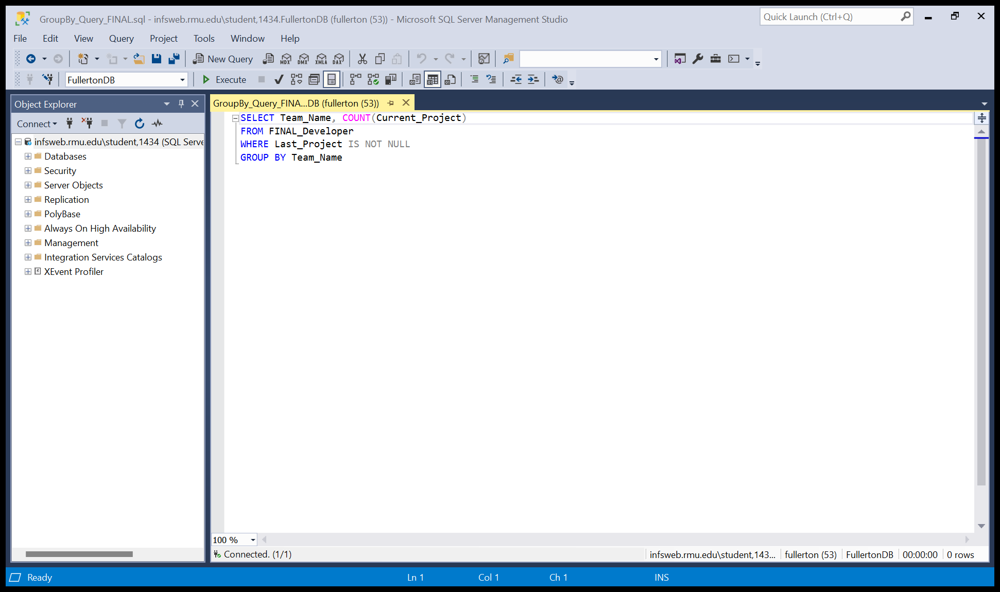 GroupBy_Query_FINAL.sql - infsweb.rmu.edu\student,1434.FullertonDB (fullerton (53)) - Microsoft SQL Server Management Studio
Quick Launch (Ctrl+Q)
File Edit View Query Project Tools Window Help
New Query MDX DMX XMLA DAX
FullertonDB Execute
Object Explorer
Connect
infsweb.rmu.edu\student,1434 (SQL Serve
Databases
Security
Server Objects
Replication
PolyBase
Always On High Availability
Management
Integration Services Catalogs
XEvent Profiler
GroupBy_Query_FINA...DB (fullerton (53))
SELECT Team_Name, COUNT(Current_Project)
FROM FINAL_Developer
WHERE Last_Project IS NOT NULL
GROUP BY Team_Name
100 %
Connected. (1/1) infsweb.rmu.edu\student,143... fullerton (53) FullertonDB 00:00:00 0 rows
Ready Ln 1 Col 1 Ch 1 INS